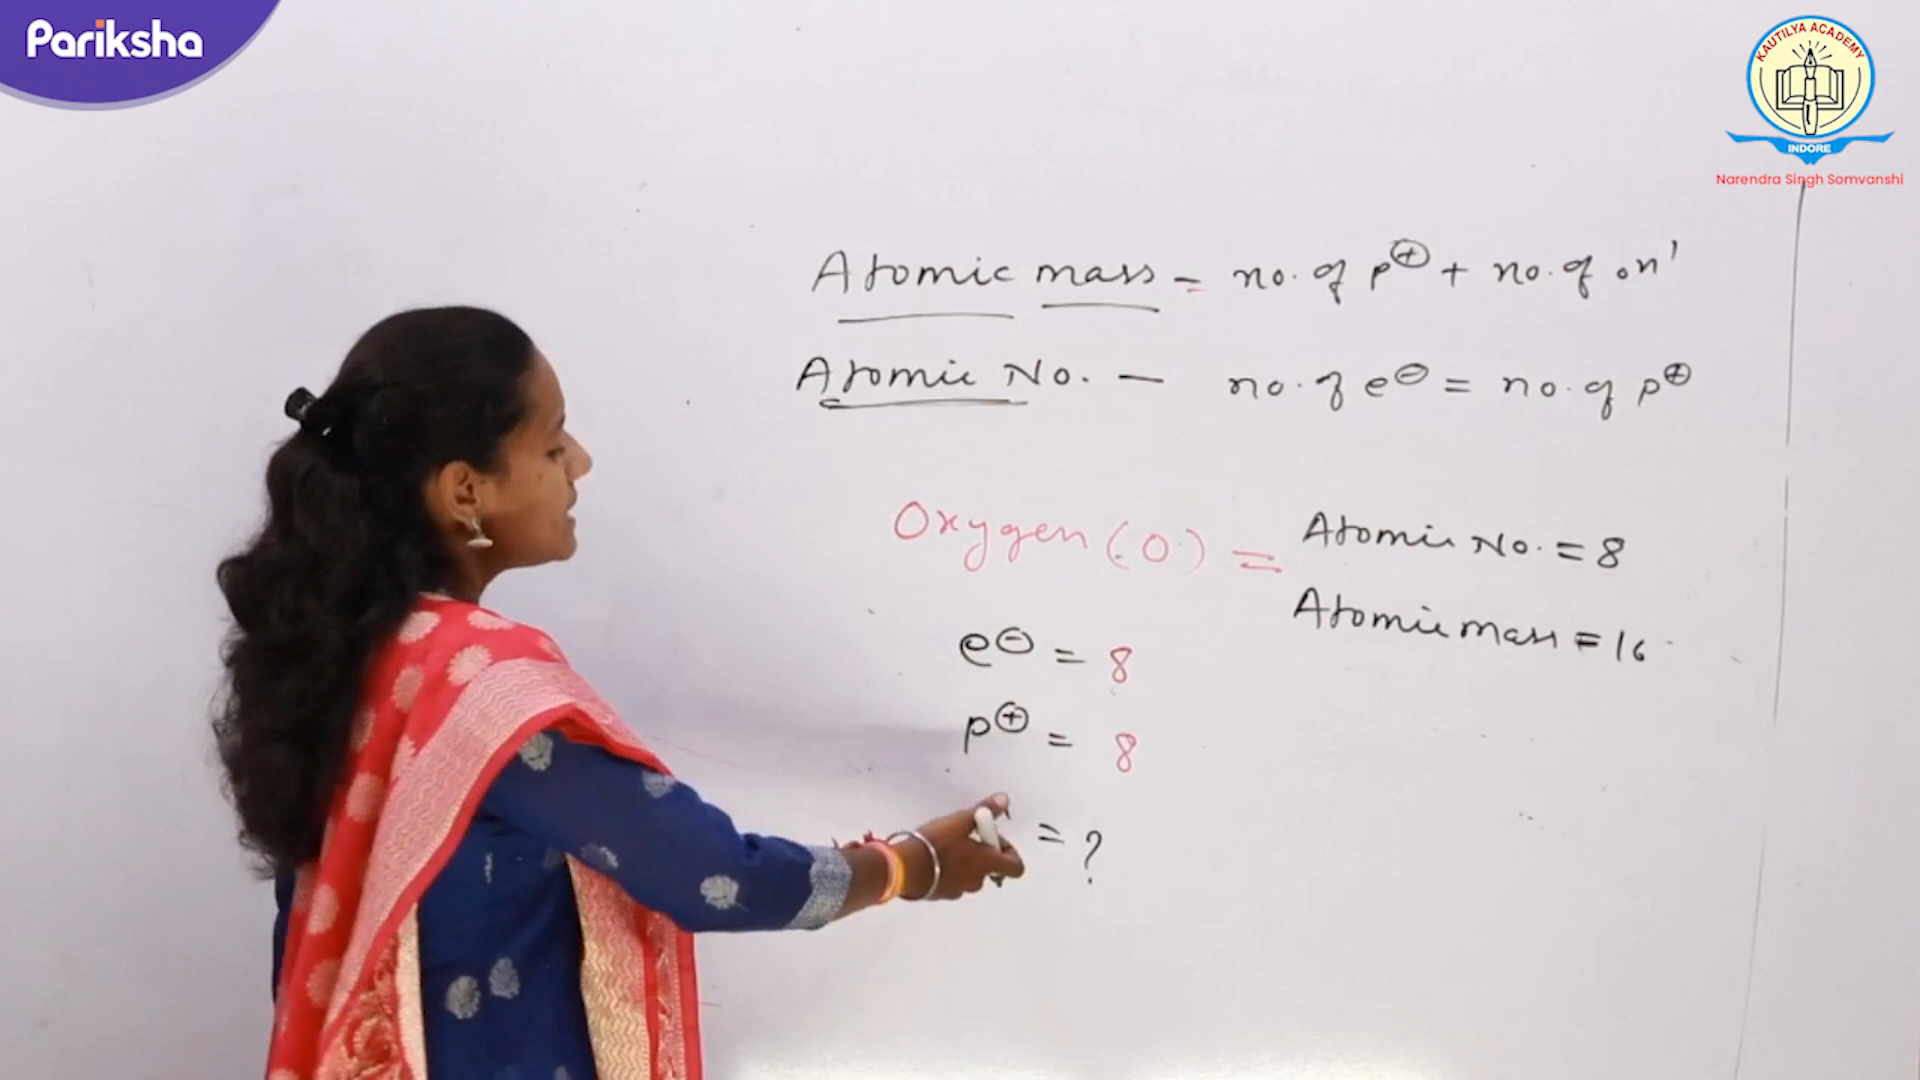 Pariksha
KAUTILYA ACADEMY
INDORE
Narendra Singh Somvanshi
Atomic mass = no. of p⊕ + no. of ₀n¹
Atomic No. — no. of e⊖ = no. of p⊕
Oxygen (O) = Atomic No. = 8
Atomic mass = 16
e⊖ = 8
p⊕ = 8
= ?